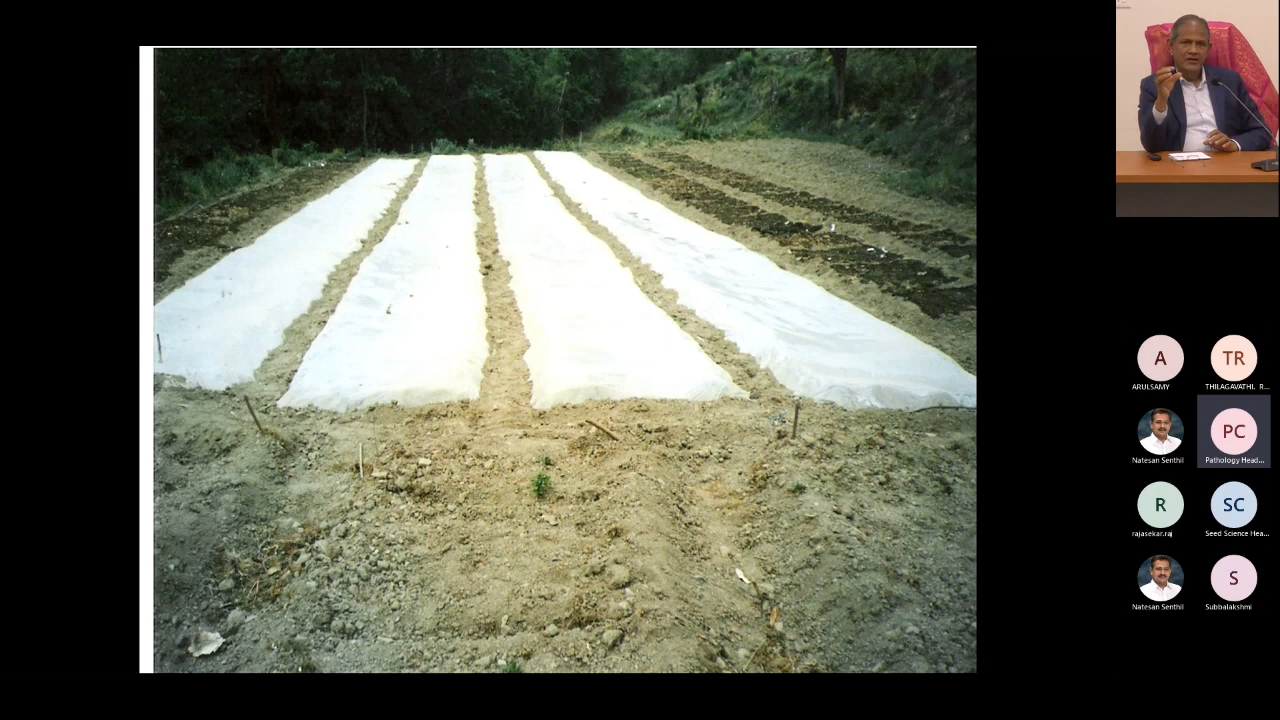 A
TR
ARULSAMY
THILAGAVATHI. R...
PC
Natesan Senthil
Pathology Head...
R
SC
rajasekar.raj
Seed Science Hea...
S
Natesan Senthil
Subbalakshmi